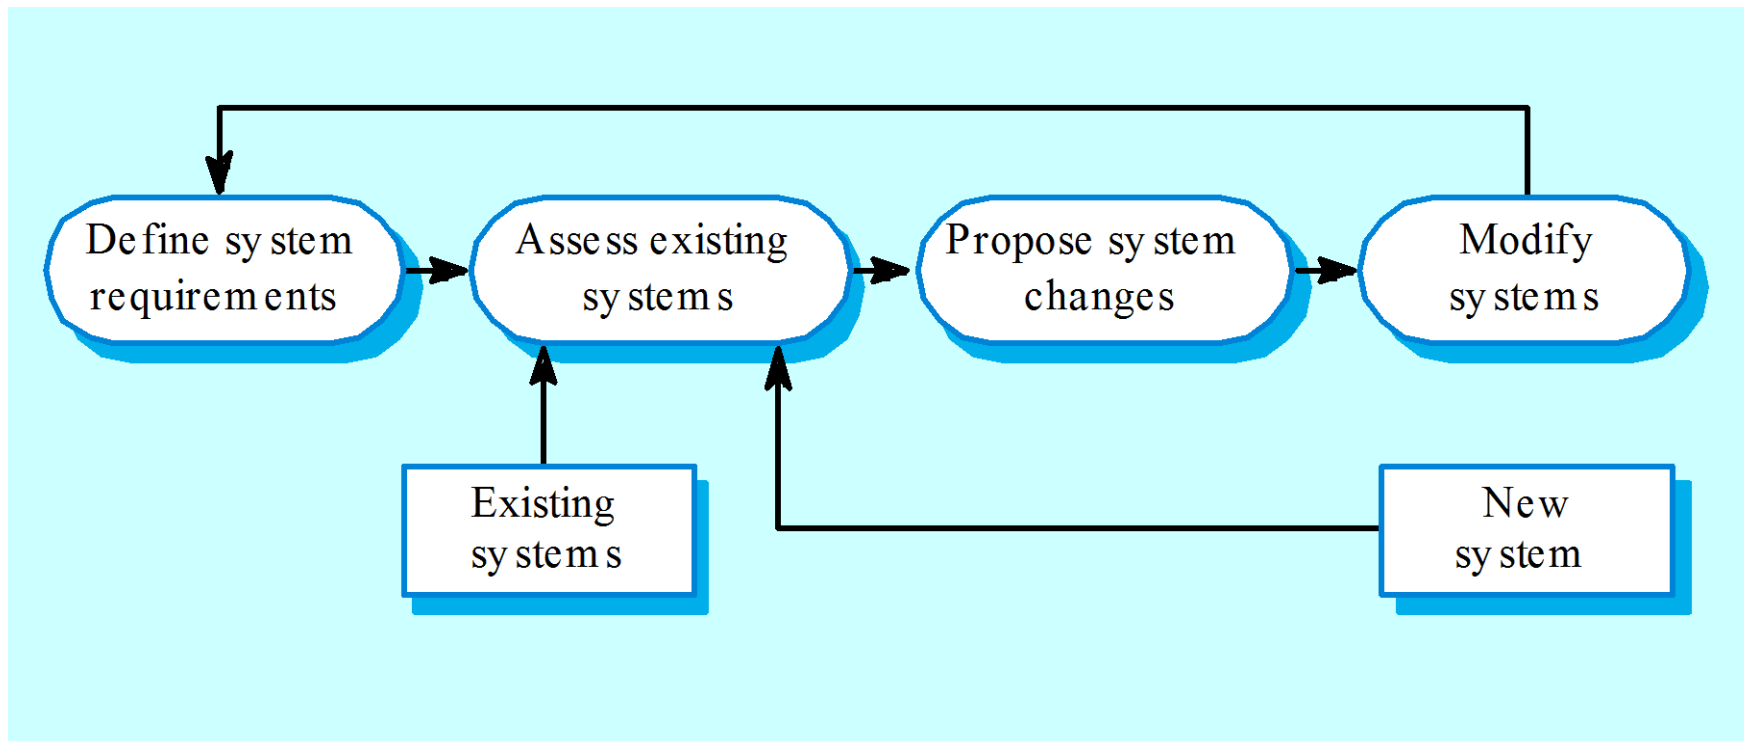 Define system
requirements
Assess existing
systems
Propose system
changes
Modify
systems
Existing
systems
New
system